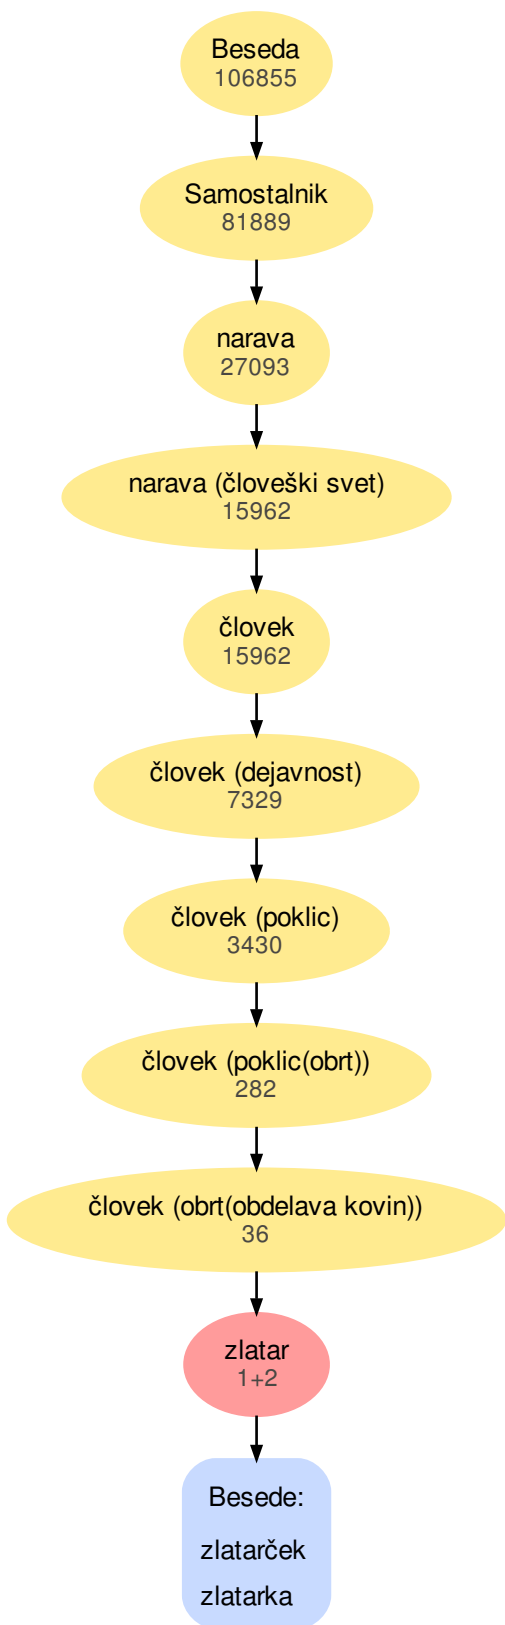 Beseda
106855
Samostalnik
81889
narava
27093
narava (človeški svet)
15962
človek
15962
človek (dejavnost)
7329
človek (poklic)
3430
človek (poklic(obrt))
282
človek (obrt(obdelava kovin))
36
zlatar
1+2
Besede:
zlatarček
zlatarka